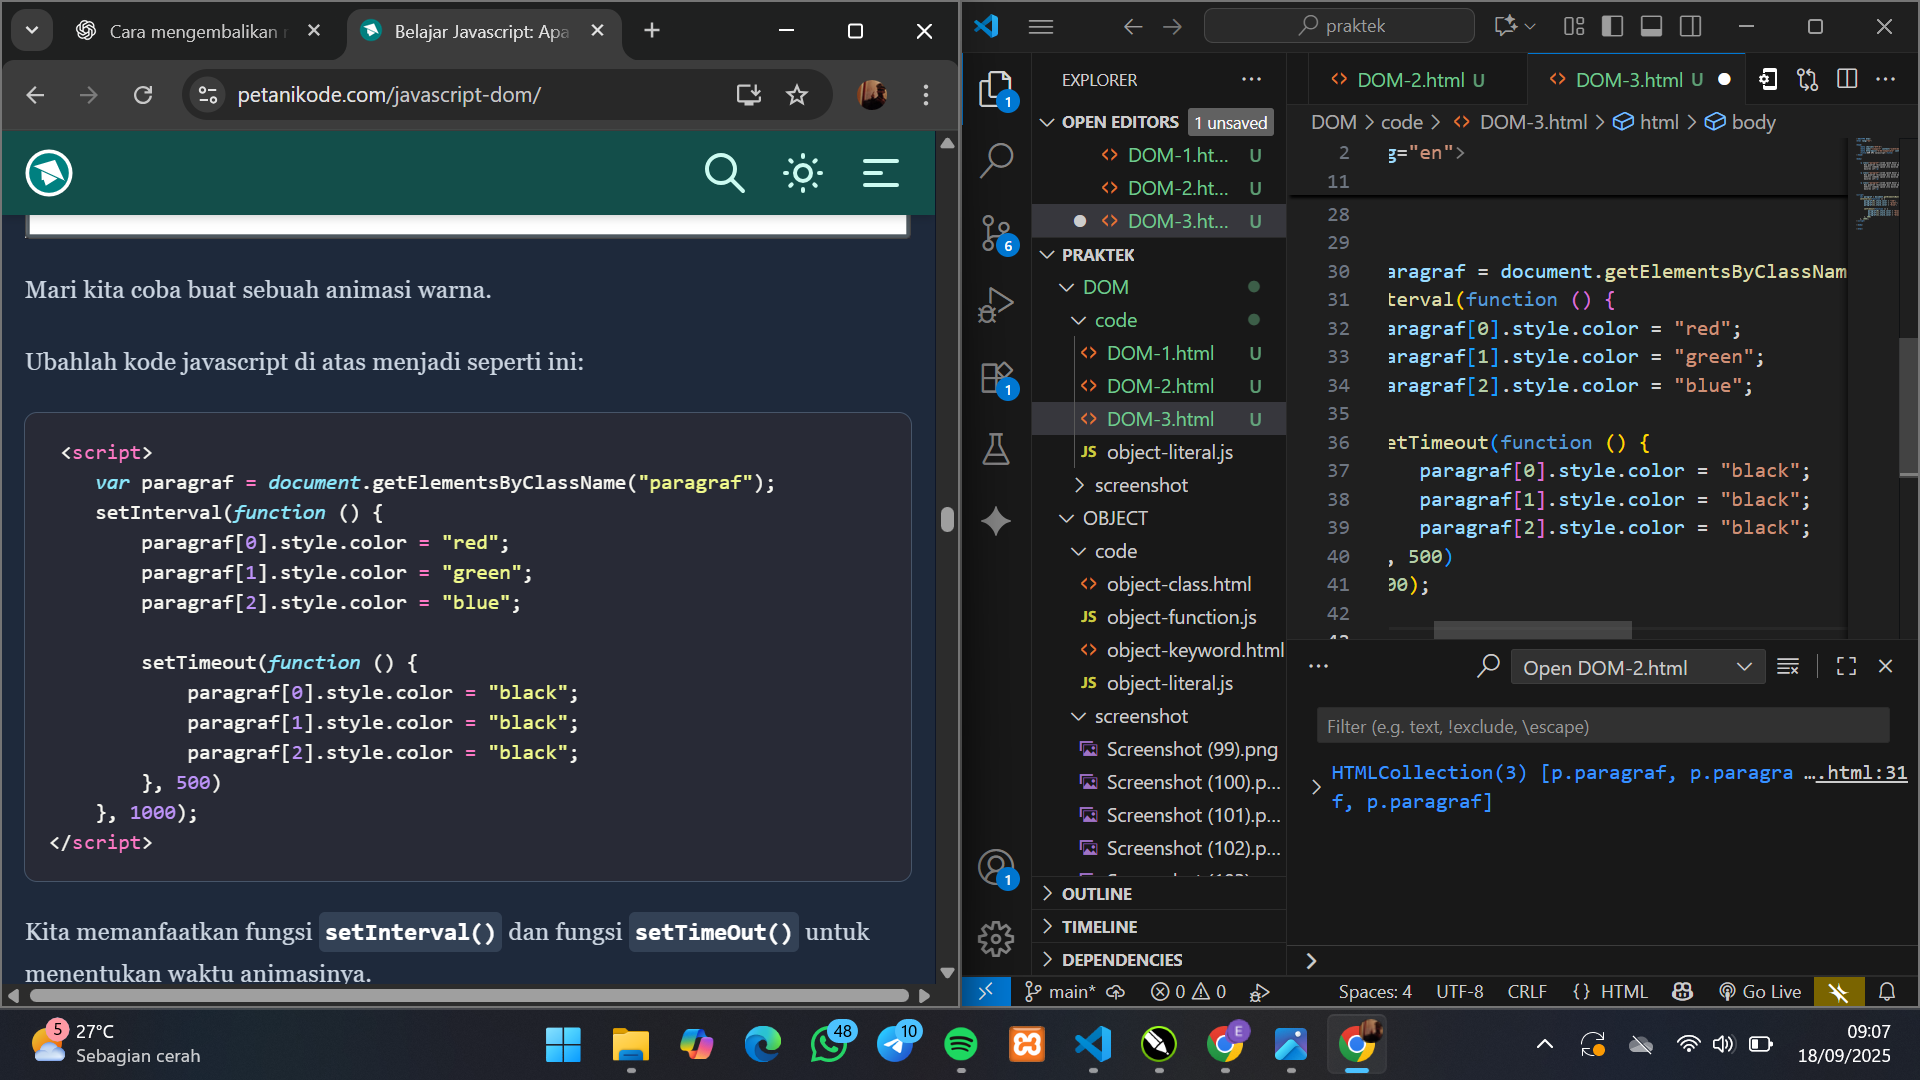 Cara mengembalikan
Belajar Javascript: Apa
petanikode.com/javascript-dom/
Mari kita coba buat sebuah animasi warna.
Ubahlah kode javascript di atas menjadi seperti ini:
<script>
var paragraf = document.getElementsByClassName("paragraf");
setInterval(function () {
paragraf[0].style.color = "red";
paragraf[1].style.color = "green";
paragraf[2].style.color = "blue";
setTimeout(function () {
paragraf[0].style.color = "black";
paragraf[1].style.color = "black";
paragraf[2].style.color = "black";
}, 500)
}, 1000);
</script>
Kita memanfaatkan fungsi setInterval() dan fungsi setTimeOut() untuk
menentukan waktu animasinya.
praktek
EXPLORER
OPEN EDITORS 1 unsaved
DOM-1.ht... U
DOM-2.ht... U
DOM-3.ht... U
PRAKTEK
DOM
code
DOM-1.html U
DOM-2.html U
DOM-3.html U
object-literal.js
screenshot
OBJECT
code
object-class.html
object-function.js
object-keyword.html
object-literal.js
screenshot
Screenshot (99).png
Screenshot (100).p...
Screenshot (101).p...
Screenshot (102).p...
OUTLINE
TIMELINE
DEPENDENCIES
1
6
1
1
DOM-2.html U
DOM-3.html U
DOM > code > DOM-3.html > html > body
2 g="en">
11
28
29
30 aragraf = document.getElementsByClassNam
31 terval(function () {
32 aragraf[0].style.color = "red";
33 aragraf[1].style.color = "green";
34 aragraf[2].style.color = "blue";
35
36 etTimeout(function () {
37 paragraf[0].style.color = "black";
38 paragraf[1].style.color = "black";
39 paragraf[2].style.color = "black";
40 , 500)
41 00);
42
Open DOM-2.html
Filter (e.g. text, !exclude, \escape)
HTMLCollection(3) [p.paragraf, p.paragra ….html:31
f, p.paragraf]
main* 0 0 Spaces: 4 UTF-8 CRLF {} HTML Go Live
5 27°C
Sebagian cerah
48
10
E
09:07
18/09/2025